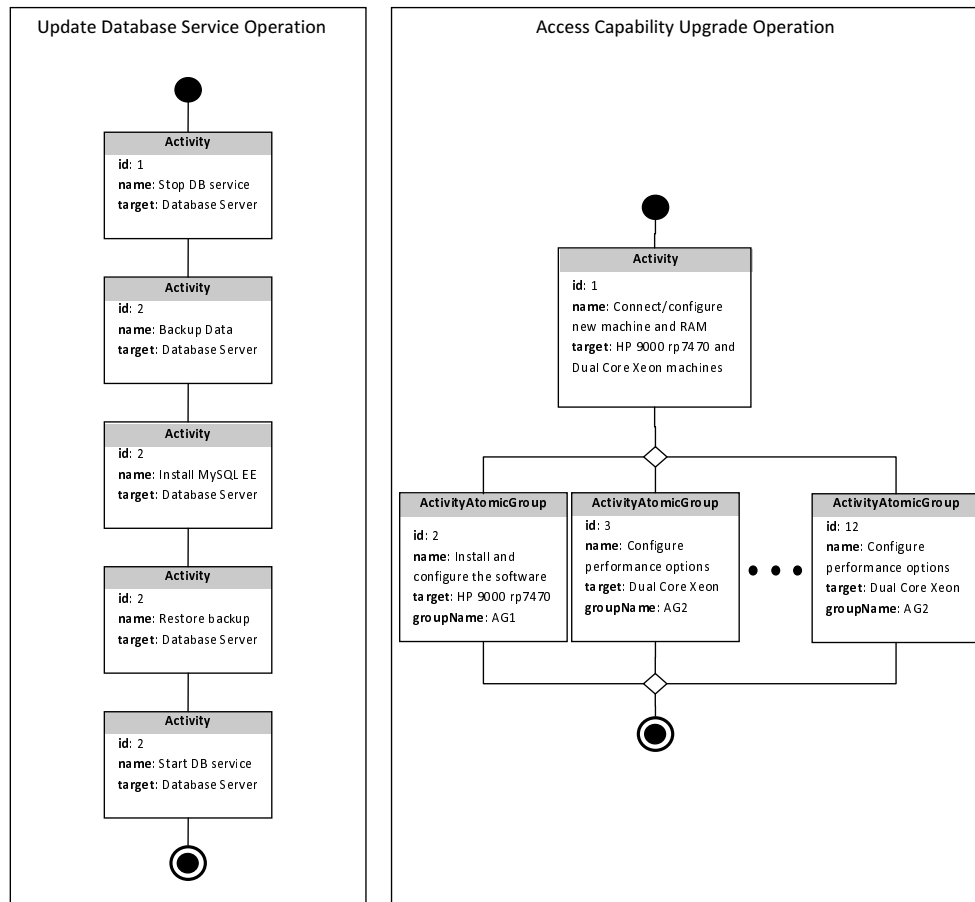 Update Database Service Operation
Activity
id: 1
name: Stop DB service
target: Database Server
Activity
id: 2
name: Backup Data
target: Database Server
Activity
id: 2
name: Install MySQL EE
target: Database Server
Activity
id: 2
name: Restore backup
target: Database Server
Activity
id: 2
name: Start DB service
target: Database Server
Access Capability Upgrade Operation
Activity
id: 1
name: Connect/configure
new machine and RAM
target: HP 9000 rp7470 and
Dual Core Xeon machines
ActivityAtomicGroup
id: 2
name: Install and
configure the software
target: HP 9000 rp7470
groupName: AG1
ActivityAtomicGroup
id: 3
name: Configure
performance options
target: Dual Core Xeon
groupName: AG2
ActivityAtomicGroup
id: 12
name: Configure
performance options
target: Dual Core Xeon
groupName: AG2